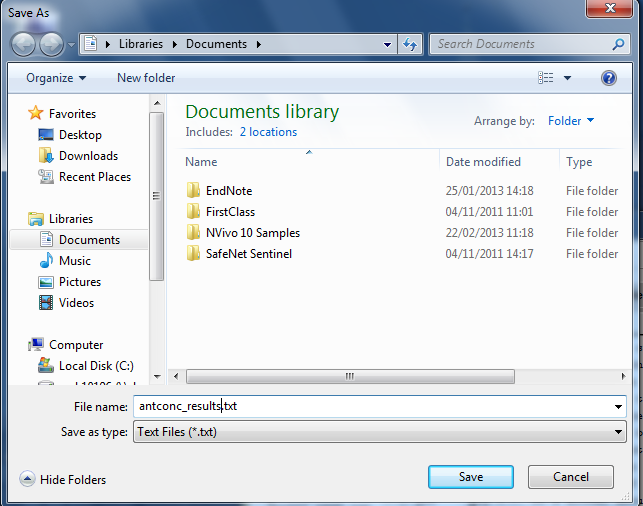 Save As
Libraries Documents
Search Documents
Organize New folder
Favorites
Desktop
Downloads
Recent Places
Libraries
Documents
Music
Pictures
Videos
Computer
Local Disk (C:)
Documents library
Includes: 2 locations
Arrange by: Folder
Name Date modified Type
EndNote 25/01/2013 14:18 File folder
FirstClass 04/11/2011 11:01 File folder
NVivo 10 Samples 22/02/2013 11:18 File folder
SafeNet Sentinel 04/11/2011 14:17 File folder
File name: antconc_results.txt
Save as type: Text Files (*.txt)
Hide Folders
Save Cancel